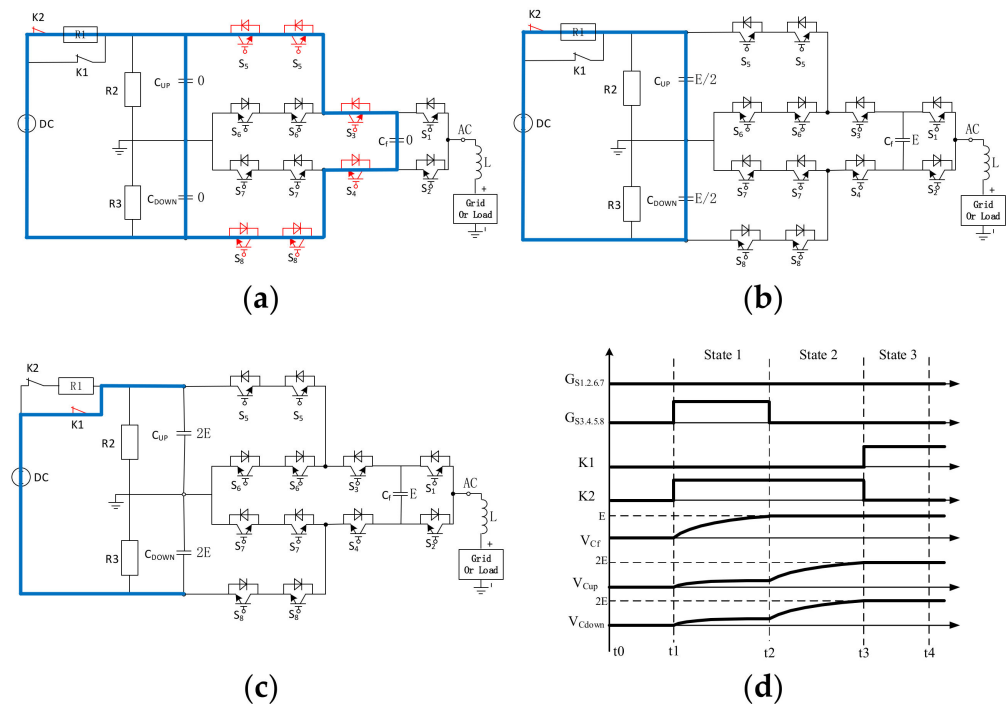 K2
R1
K1
S5 S5
R2
CUP 0
DC
S6 S6 S3 S1
AC
Cf 0
L
S7 S7 S4 S2
R3
CDOWN 0
+
Grid
Or Load
S8 S8
(a)
K2
R1
K1
S5 S5
R2
CUP E/2
DC
S6 S6 S3 S1
AC
Cf E
L
S7 S7 S4 S2
R3
CDOWN E/2
+
Grid
Or Load
S8 S8
(b)
K2
R1
K1
S5 S5
R2
CUP 2E
DC
S6 S6 S3 S1
AC
Cf E
L
S7 S7 S4 S2
R3
CDOWN 2E
+
Grid
Or Load
S8 S8
(c)
State 1 State 2 State 3
GS1.2.6.7
GS3.4.5.8
K1
K2
E
VCf
2E
VCup
2E
VCdown
t0 t1 t2 t3 t4
(d)